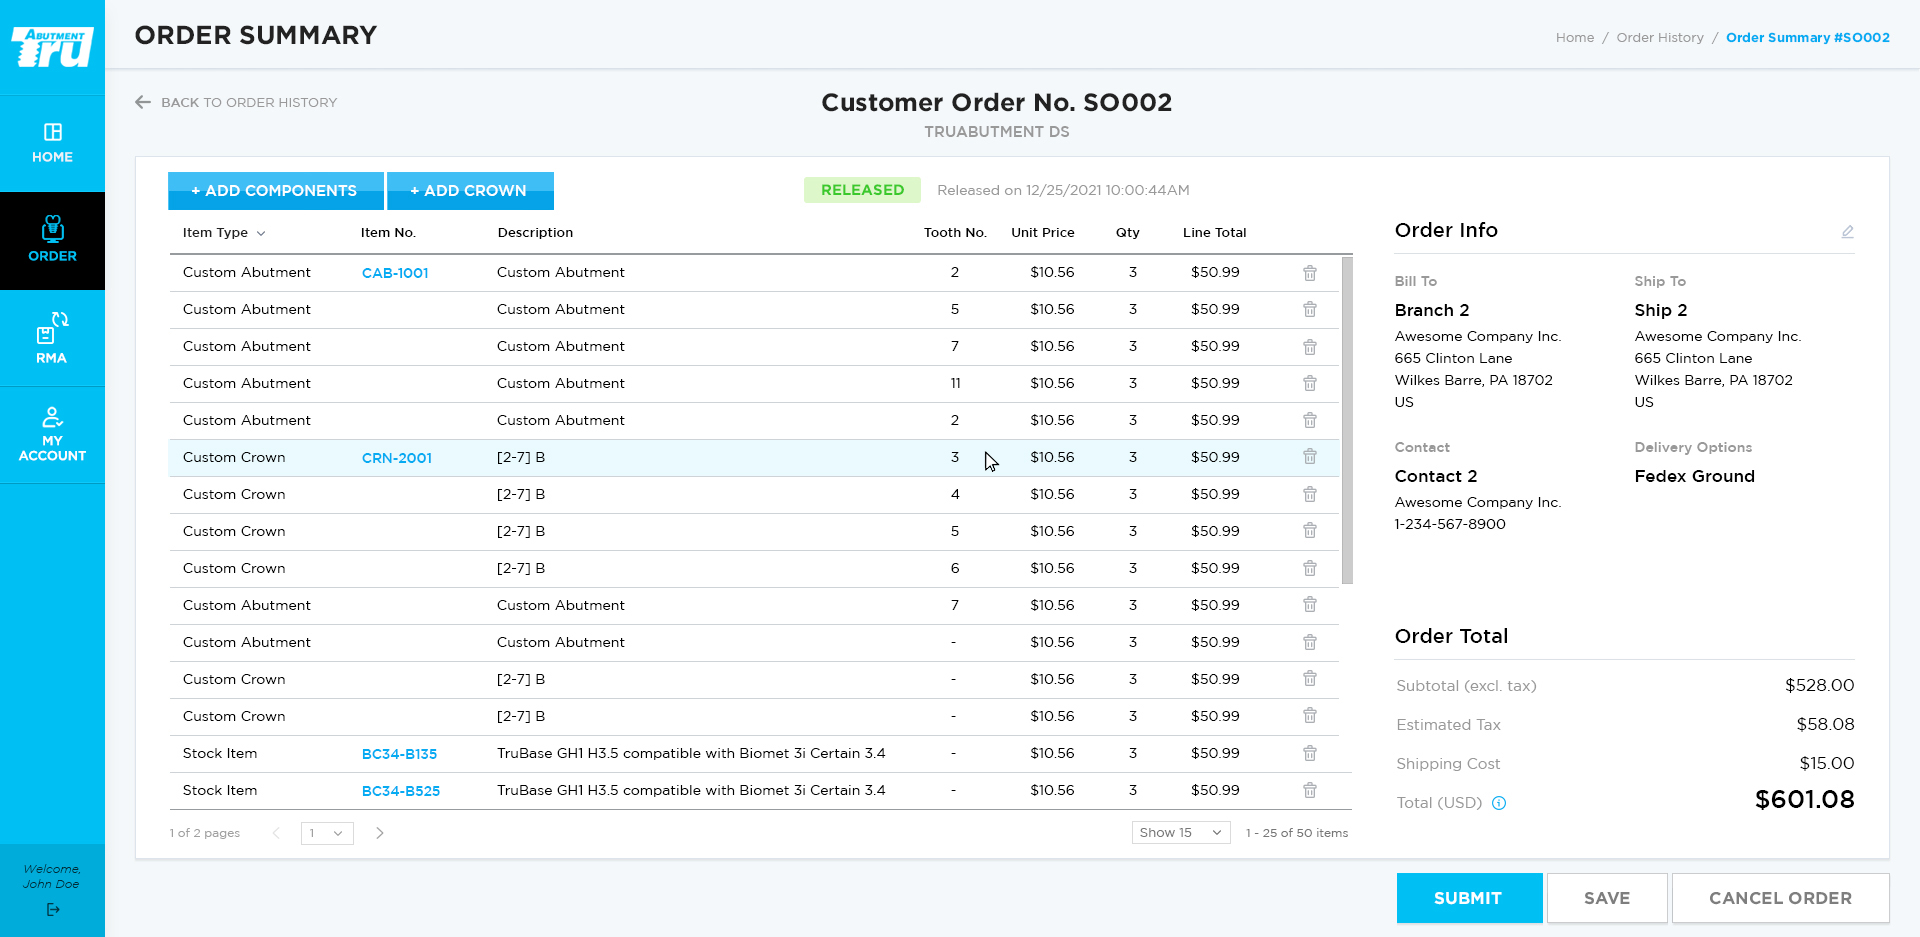 ABUTMENT
Tru
ORDER SUMMARY
Home / Order History / Order Summary #SO002
HOME
ORDER
RMA
MY
ACCOUNT
Welcome,
John Doe
BACK TO ORDER HISTORY
Customer Order No. SO002
TRUABUTMENT DS
+ ADD COMPONENTS + ADD CROWN RELEASED Released on 12/25/2021 10:00:44AM
Item Type Item No. Description Tooth No. Unit Price Qty Line Total
Custom Abutment CAB-1001 Custom Abutment 2 $10.56 3 $50.99
Custom Abutment Custom Abutment 5 $10.56 3 $50.99
Custom Abutment Custom Abutment 7 $10.56 3 $50.99
Custom Abutment Custom Abutment 11 $10.56 3 $50.99
Custom Abutment Custom Abutment 2 $10.56 3 $50.99
Custom Crown CRN-2001 [2-7] B 3 $10.56 3 $50.99
Custom Crown [2-7] B 4 $10.56 3 $50.99
Custom Crown [2-7] B 5 $10.56 3 $50.99
Custom Crown [2-7] B 6 $10.56 3 $50.99
Custom Abutment Custom Abutment 7 $10.56 3 $50.99
Custom Abutment Custom Abutment - $10.56 3 $50.99
Custom Crown [2-7] B - $10.56 3 $50.99
Custom Crown [2-7] B - $10.56 3 $50.99
Stock Item BC34-B135 TruBase GH1 H3.5 compatible with Biomet 3i Certain 3.4 - $10.56 3 $50.99
Stock Item BC34-B525 TruBase GH1 H3.5 compatible with Biomet 3i Certain 3.4 - $10.56 3 $50.99
1 of 2 pages 1 Show 15 1 - 25 of 50 items
Order Info
Bill To
Branch 2
Awesome Company Inc.
665 Clinton Lane
Wilkes Barre, PA 18702
US
Ship To
Ship 2
Awesome Company Inc.
665 Clinton Lane
Wilkes Barre, PA 18702
US
Contact
Contact 2
Awesome Company Inc.
1-234-567-8900
Delivery Options
Fedex Ground
Order Total
Subtotal (excl. tax) $528.00
Estimated Tax $58.08
Shipping Cost $15.00
Total (USD) $601.08
SUBMIT SAVE CANCEL ORDER